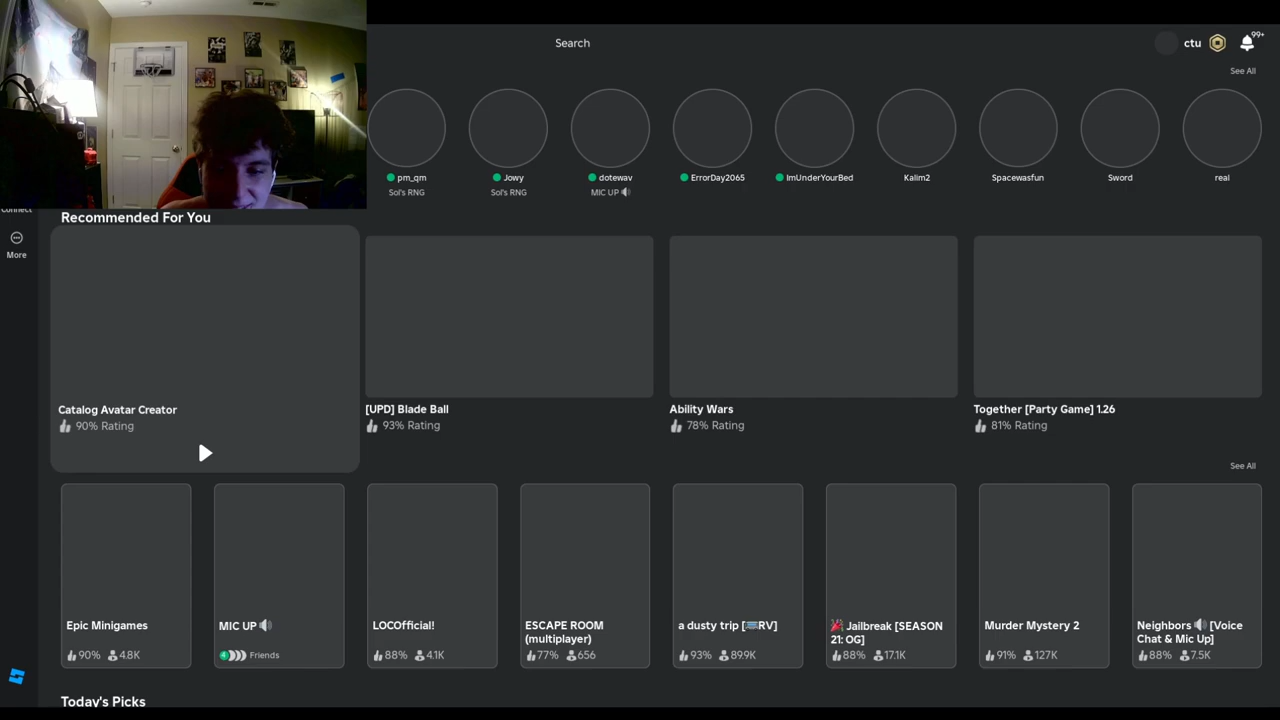 Search
ctu
99+
See All
pm_qm
Sol's RNG
Jowy
Sol's RNG
dotewav
MIC UP 🔊
ErrorDay2065
ImUnderYourBed
Kalim2
Spacewasfun
Sword
real
Connect
More
Recommended For You
Catalog Avatar Creator
90% Rating
[UPD] Blade Ball
93% Rating
Ability Wars
78% Rating
Together [Party Game] 1.26
81% Rating
See All
Epic Minigames
90% 4.8K
MIC UP 🔊
Friends
LOCOfficial!
88% 4.1K
ESCAPE ROOM
(multiplayer)
77% 656
a dusty trip [🚐RV]
93% 89.9K
🎉 Jailbreak [SEASON
21: OG]
88% 17.1K
Murder Mystery 2
91% 127K
Neighbors 🔊 [Voice
Chat & Mic Up]
88% 7.5K
Today's Picks